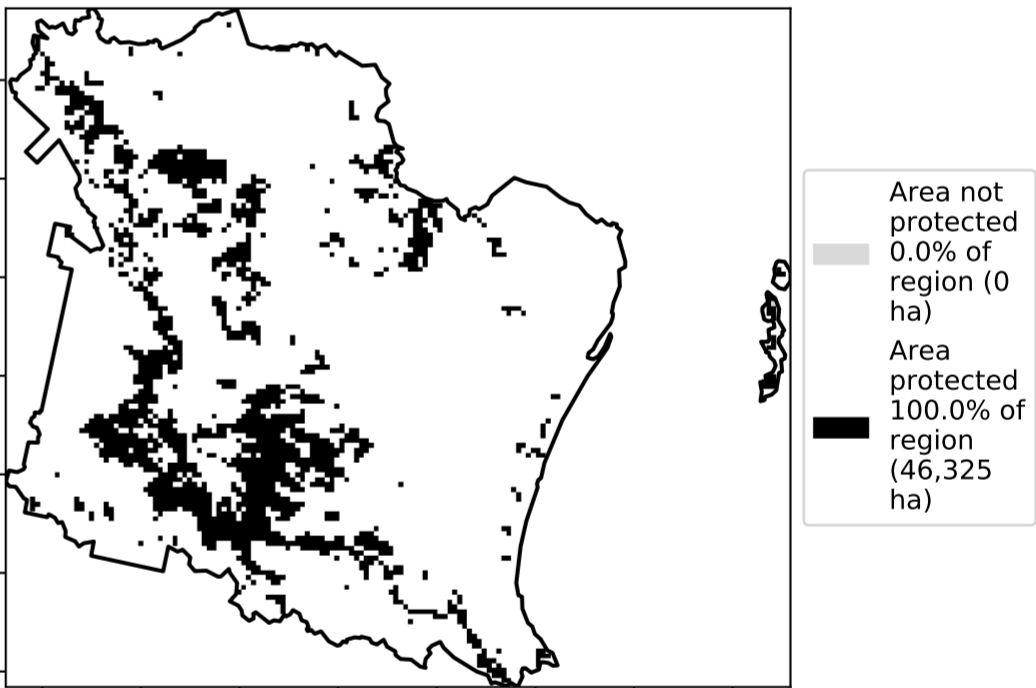 Area not
protected
0.0% of
region (0
ha)
Area
protected
100.0% of
region
(46,325
ha)